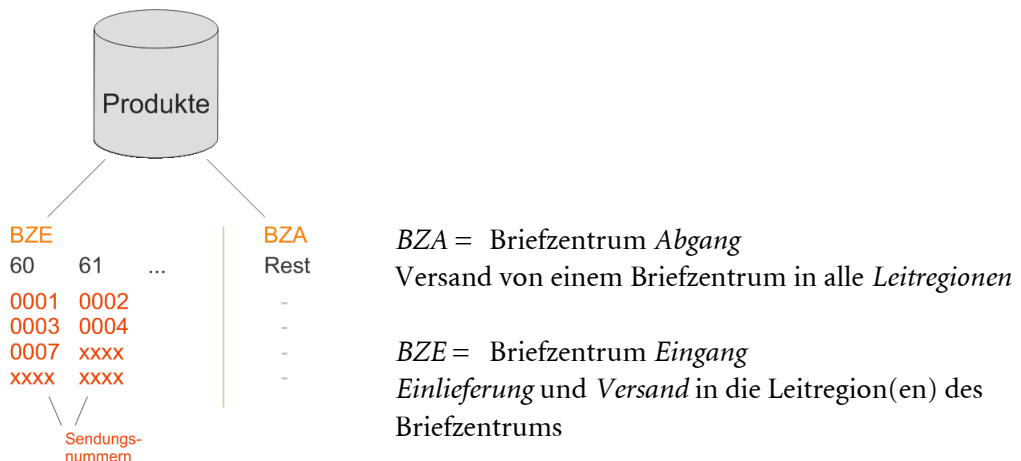 Produkte
BZE BZA
60 61 ... Rest
0001 0002 -
0003 0004 -
0007 xxxx -
xxxx xxxx -
Sendungs-
nummern
BZA = Briefzentrum Abgang
Versand von einem Briefzentrum in alle Leitregionen
BZE = Briefzentrum Eingang
Einlieferung und Versand in die Leitregion(en) des
Briefzentrums